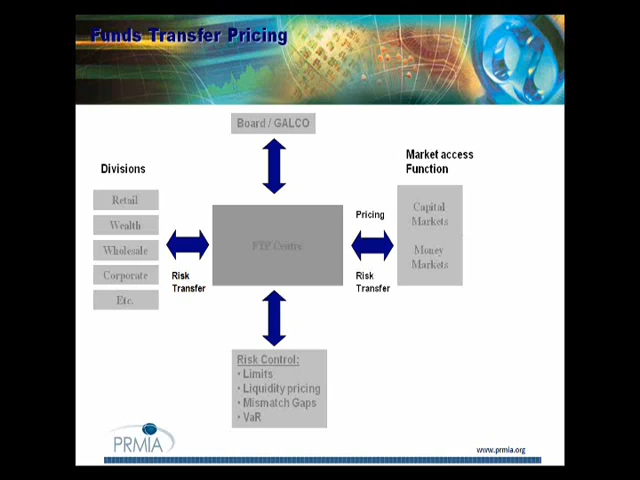 Funds Transfer Pricing
Board / GALCO
Divisions
Market access
Function
Retail
Wealth
Wholesale
Corporate
Etc.
Risk
Transfer
FTP Centre
Pricing
Risk
Transfer
Capital
Markets
Money
Markets
Risk Control:
• Limits
• Liquidity pricing
• Mismatch Gaps
• VaR
PRMIA
www.prmia.org